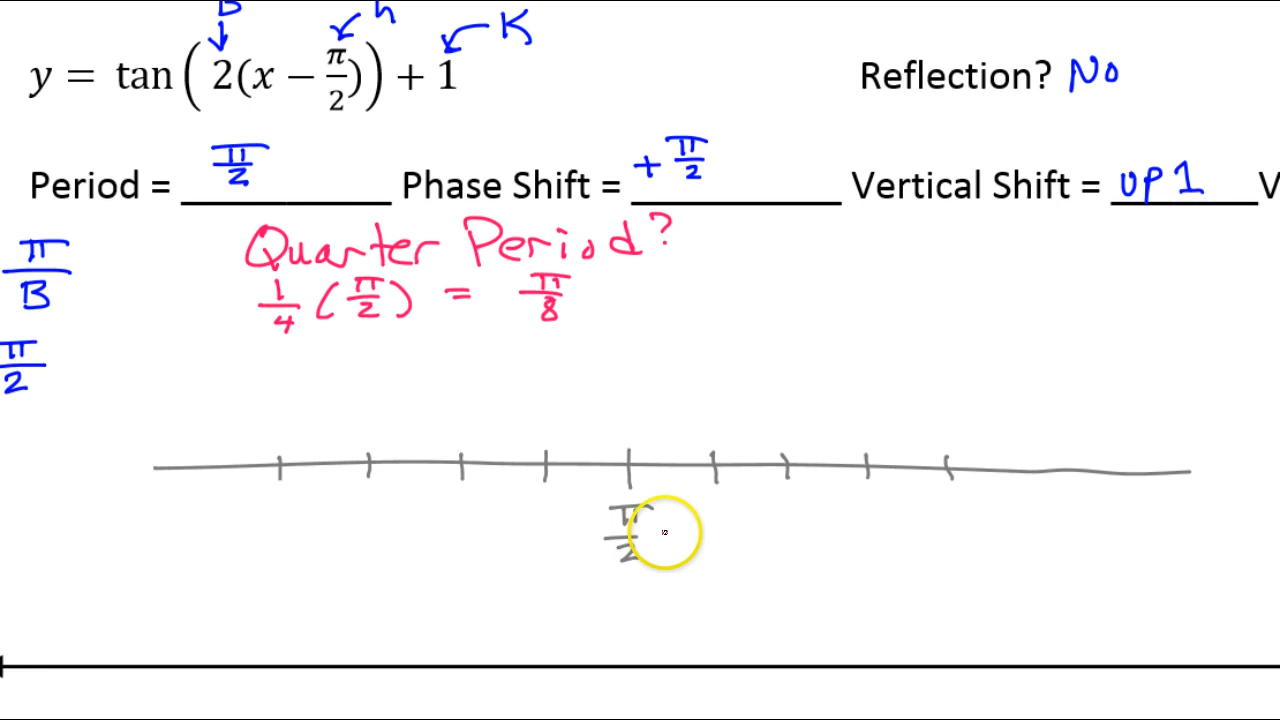 B h K
y = tan ( 2(x − π/2)) + 1 Reflection? No
Period = π/2 Phase Shift = + π/2 Vertical Shift = up 1 V
π/B Quarter Period?
1/4 (π/2) = π/8
π/2
π/2